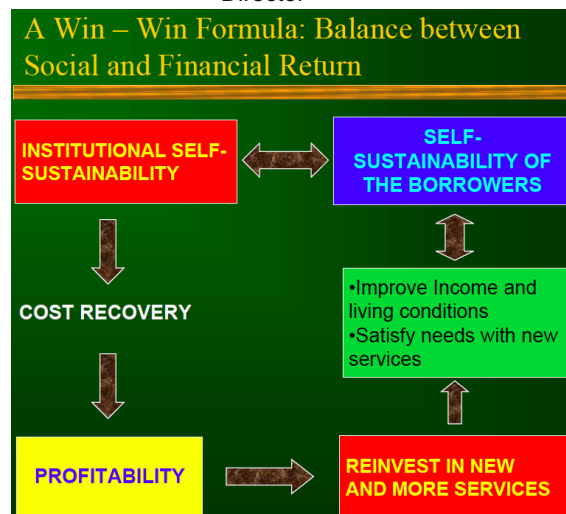 Director
A Win – Win Formula: Balance between
Social and Financial Return
INSTITUTIONAL SELF-
SUSTAINABILITY
SELF-
SUSTAINABILITY OF
THE BORROWERS
COST RECOVERY
•Improve Income and
living conditions
•Satisfy needs with new
services
PROFITABILITY
REINVEST IN NEW
AND MORE SERVICES